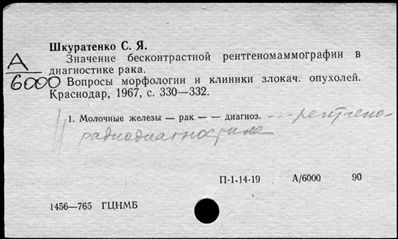 Шкуратенко С. Я.
А
6000
Значение бесконтрастной рентгеномаммографии в
диагностике рака.
Вопросы морфологии и клиники злокач. опухолей.
Краснодар, 1967, с. 330—332.
1. Молочные железы — рак — — диагноз. — — рентгено-
радиодиагностика
П-1-14-19 А/6000 90
1456—765 ГЦНМБ